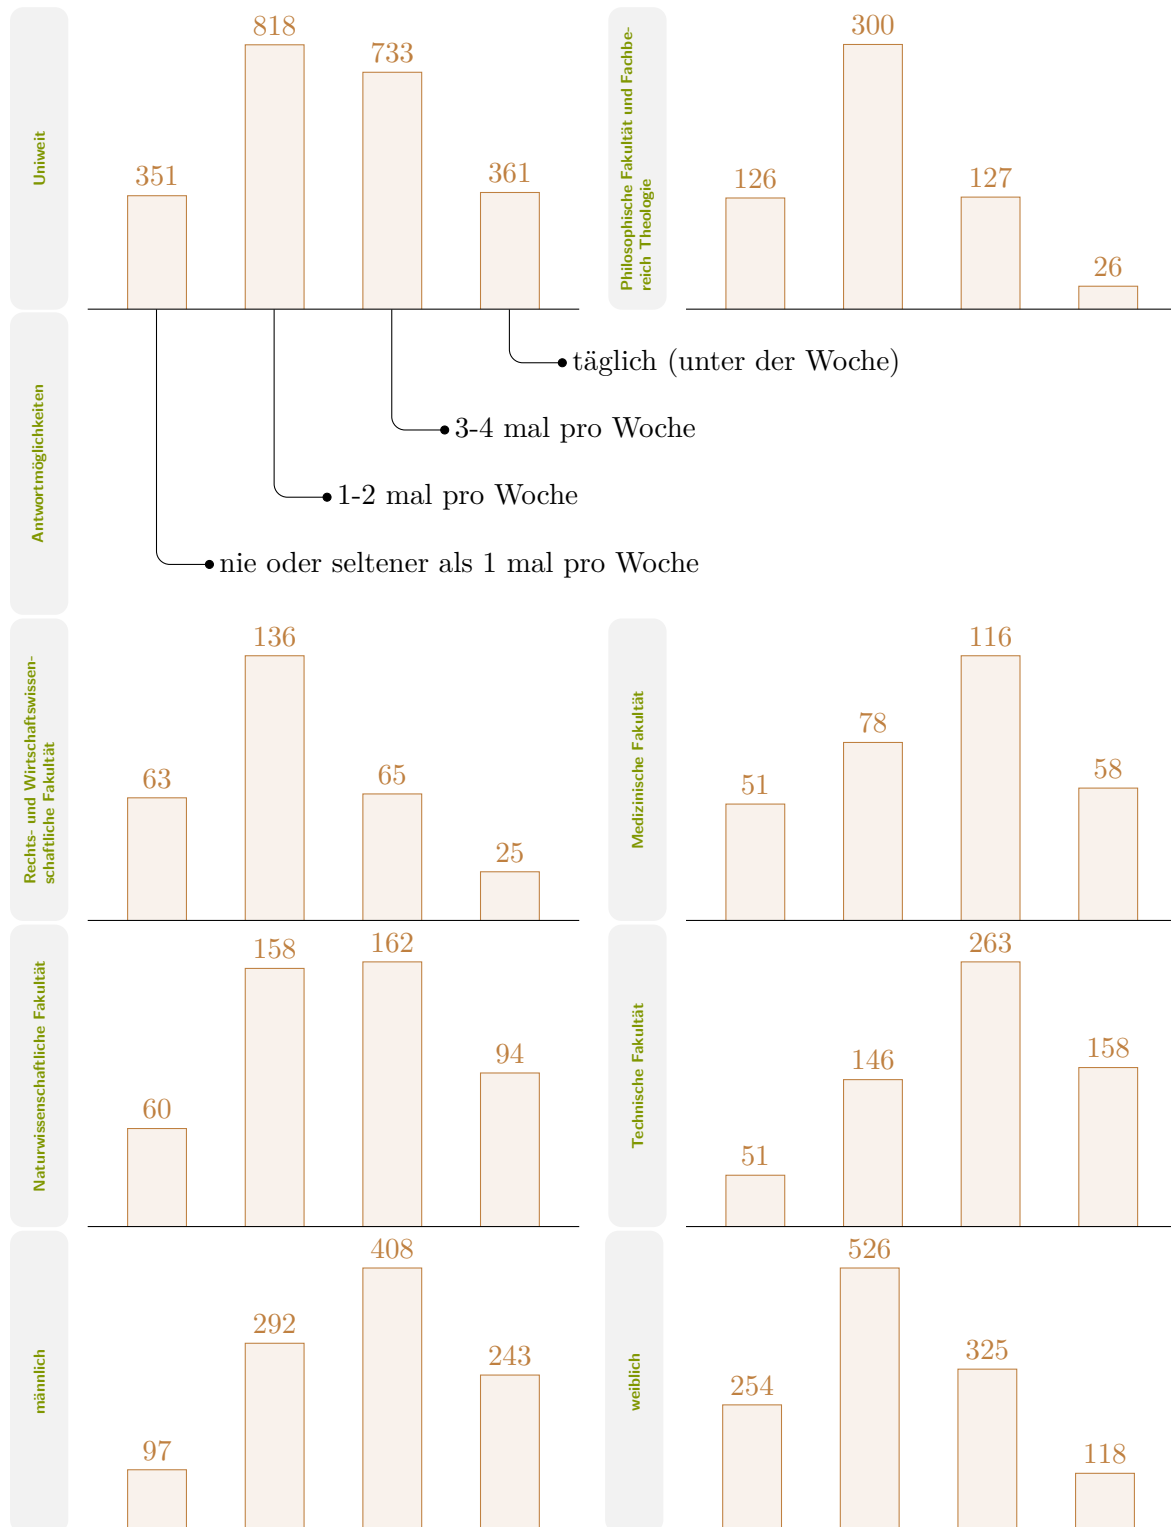 Uniweit
818
733
351
361
Philosophische Fakultät und Fachbe-
reich Theologie
300
126
127
26
Antwortmöglichkeiten
täglich (unter der Woche)
3-4 mal pro Woche
1-2 mal pro Woche
nie oder seltener als 1 mal pro Woche
Rechts- und Wirtschaftswissen-
schaftliche Fakultät
136
63
65
25
Medizinische Fakultät
116
78
51
58
Naturwissenschaftliche Fakultät
158
162
94
60
Technische Fakultät
263
146
158
51
männlich
408
292
243
97
weiblich
526
325
254
118